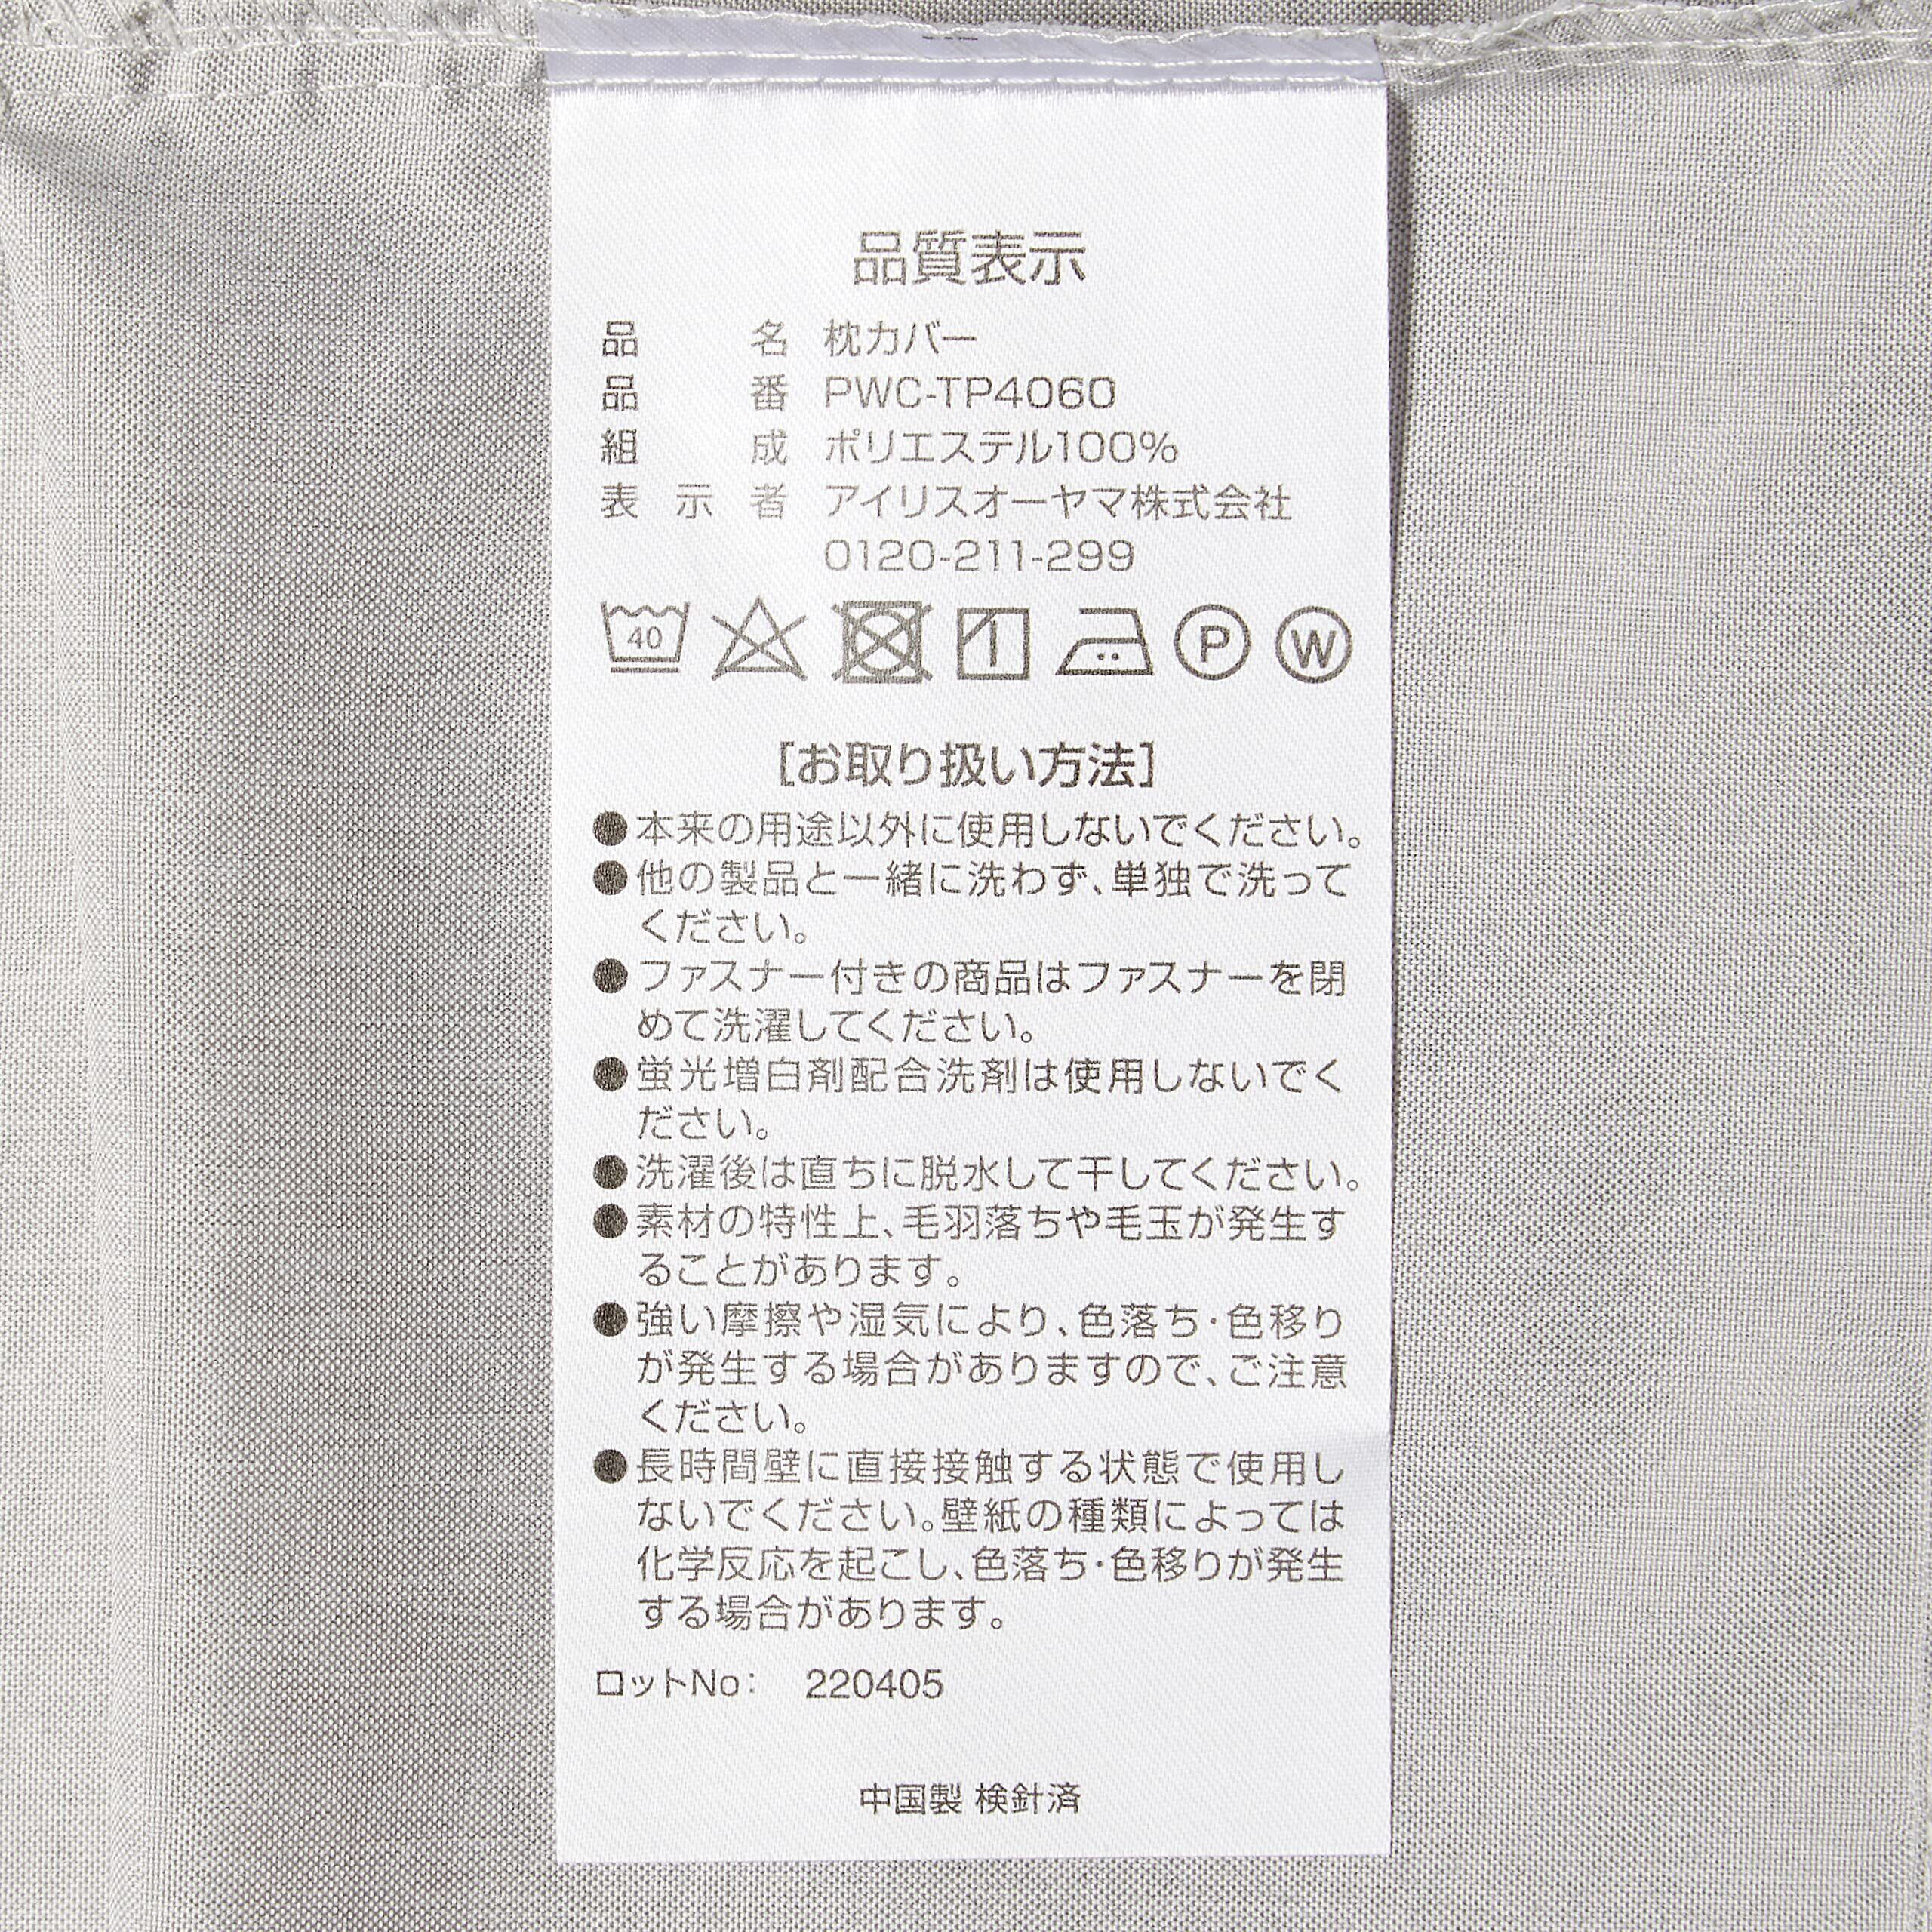 品質表示
品名 枕カバー
品番 PWC-TP4060
組成 ポリエステル100%
表示者 アイリスオーヤマ株式会社
0120-211-299
40 P W
[お取り扱い方法]
●本来の用途以外に使用しないでください。
●他の製品と一緒に洗わず、単独で洗って
ください。
●ファスナー付きの商品はファスナーを閉
めて洗濯してください。
●蛍光増白剤配合洗剤は使用しないでく
ださい。
●洗濯後は直ちに脱水して干してください。
●素材の特性上、毛羽落ちや毛玉が発生す
ることがあります。
●強い摩擦や湿気により、色落ち・色移り
が発生する場合がありますので、ご注意
ください。
●長時間壁に直接接触する状態で使用し
ないでください。壁紙の種類によっては
化学反応を起こし、色落ち・色移りが発生
する場合があります。
ロットNo: 220405
中国製 検針済